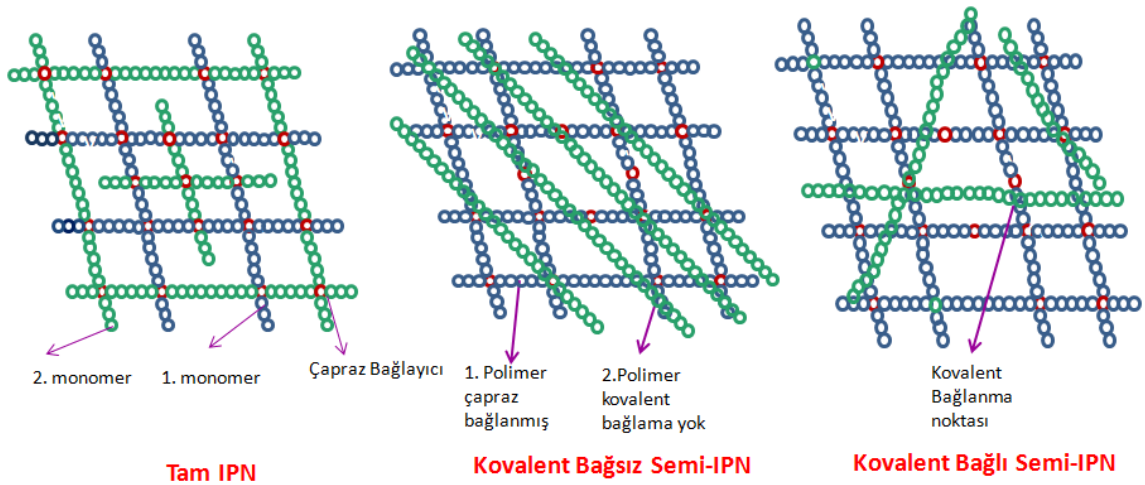 2. monomer
1. monomer
Çapraz Bağlayıcı
Tam IPN
1. Polimer
çapraz
bağlanmış
2.Polimer
kovalent
bağlama yok
Kovalent Bağsız Semi-IPN
Kovalent
Bağlanma
noktası
Kovalent Bağlı Semi-IPN